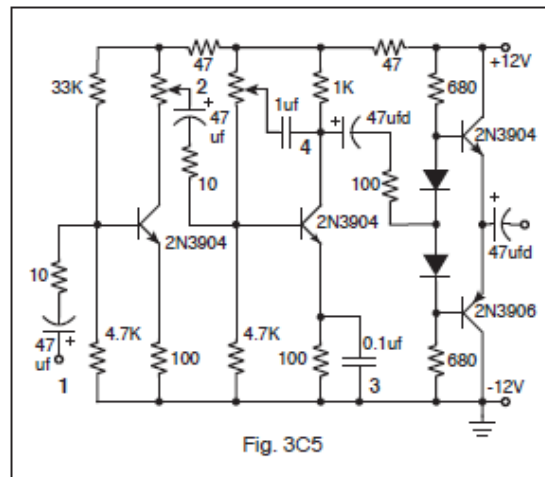 +12V
47
47
33K
2
47
uf
1uf
4
1K
+
47ufd
680
2N3904
+
10
100
2N3904
2N3904
+
47ufd
10
47
uf
+
1
4.7K
100
4.7K
100
0.1uf
3
680
2N3906
-12V
Fig. 3C5